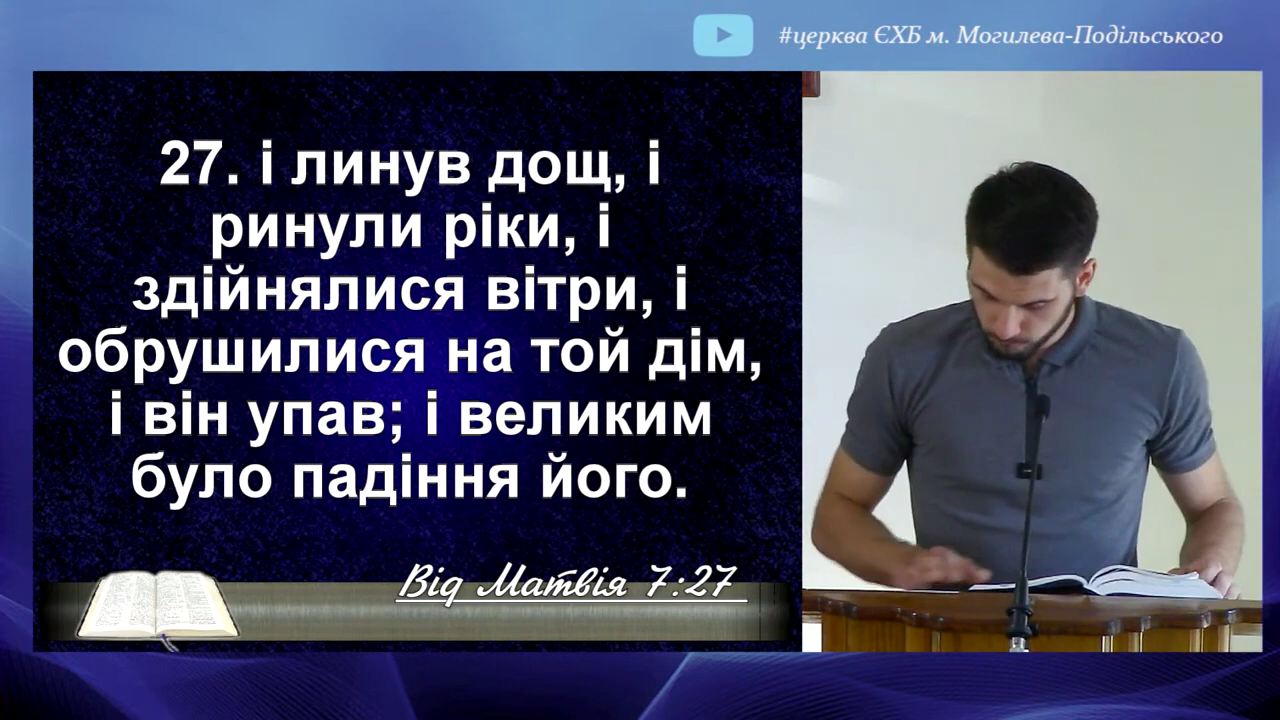 #церква ЄХБ м. Могилева-Подільського
27. і линув дощ, і
ринули ріки, і
здійнялися вітри, і
обрушилися на той дім,
і він упав; і великим
було падіння його.
Від Матвія 7:27